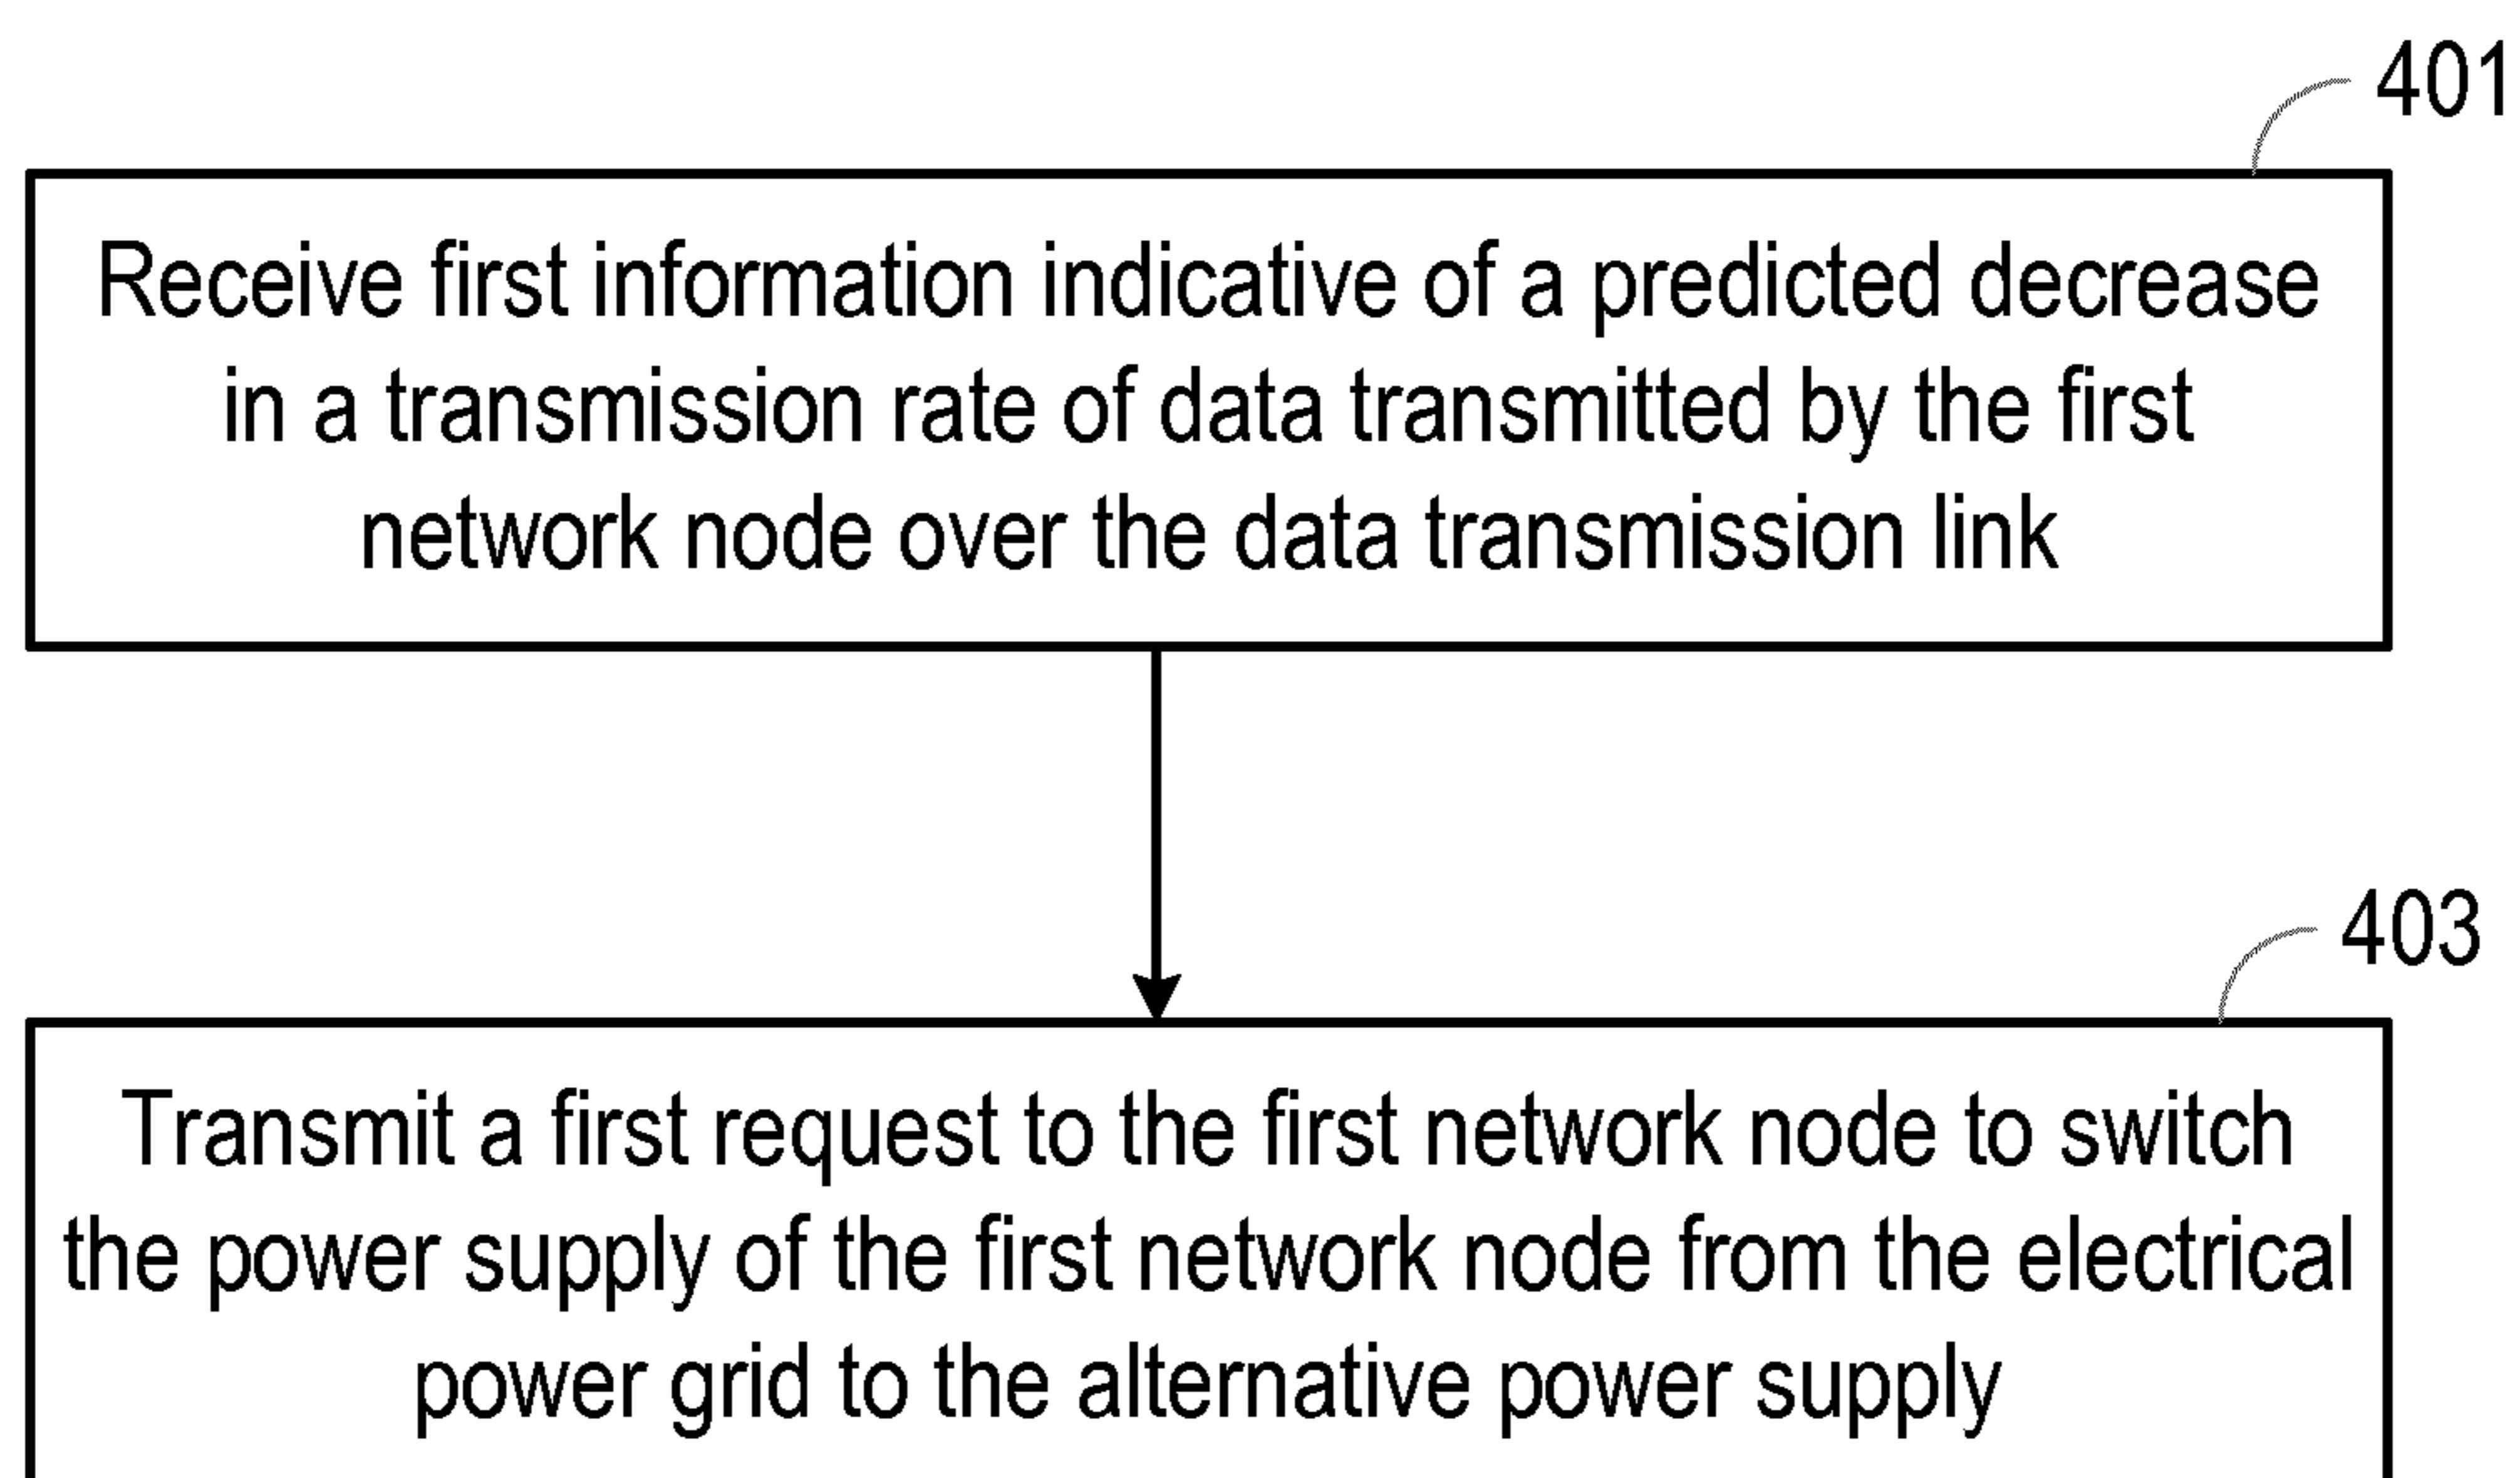 401
Receive first information indicative of a predicted decrease
in a transmission rate of data transmitted by the first
network node over the data transmission link
403
Transmit a first request to the first network node to switch
the power supply of the first network node from the electrical
power grid to the alternative power supply